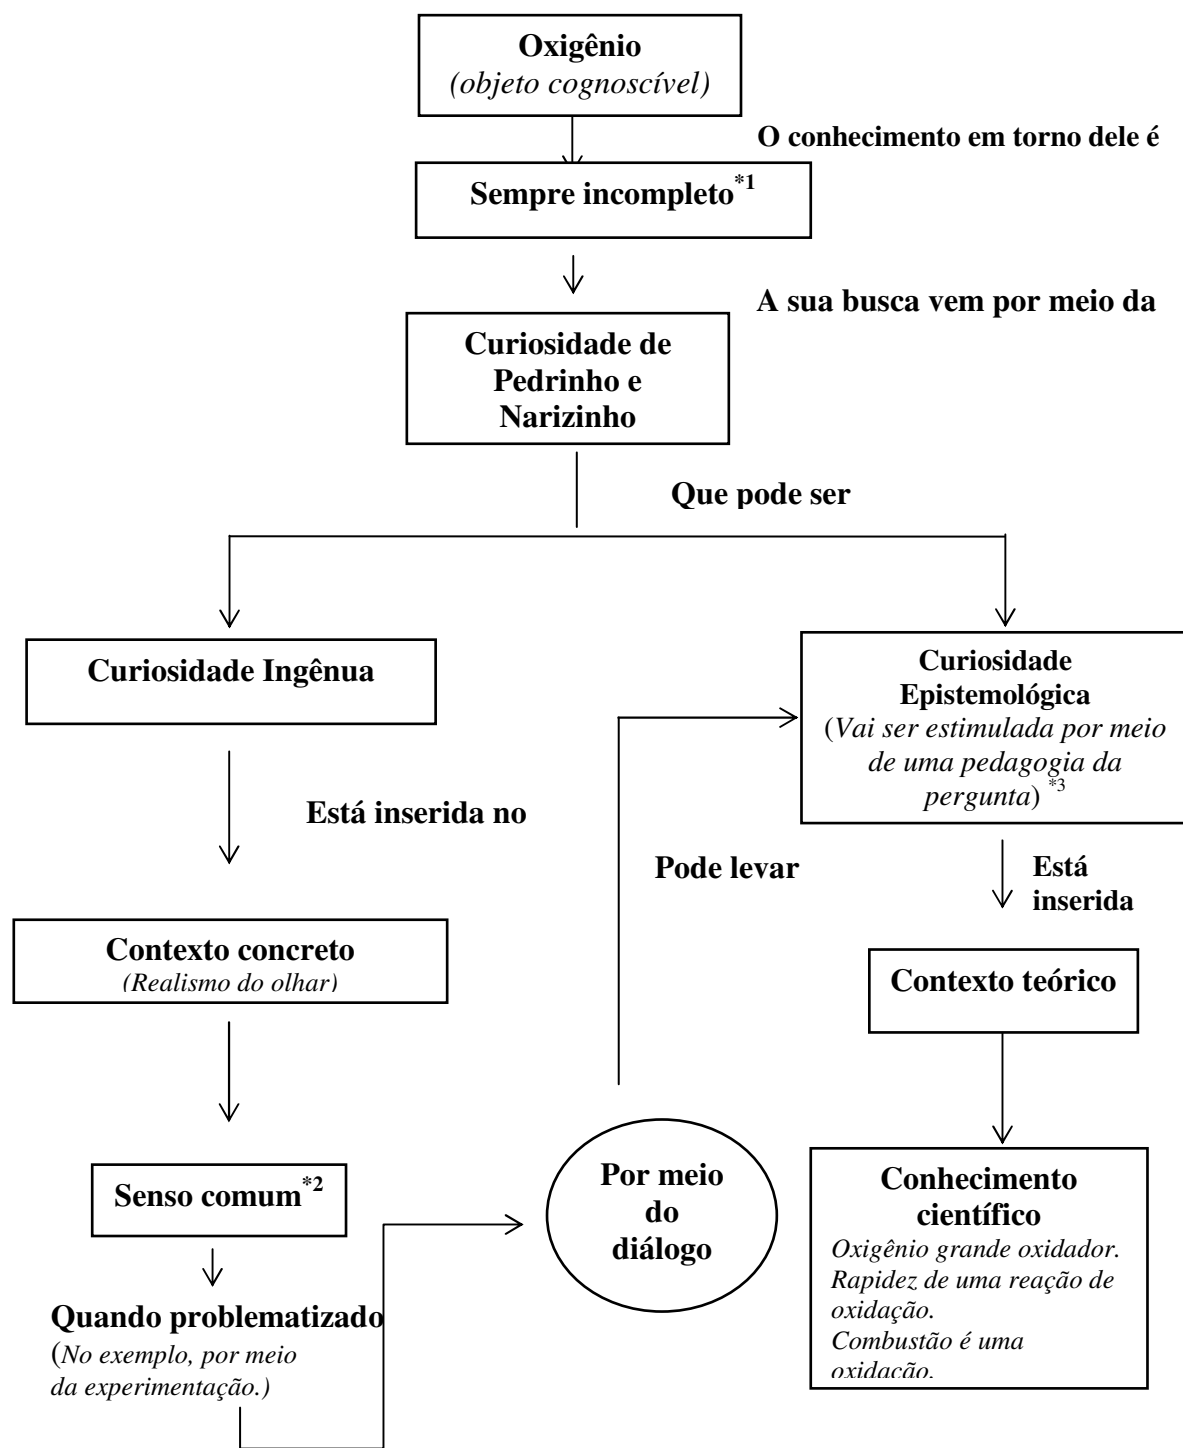 Oxigênio
(objeto cognoscível)
O conhecimento em torno dele é
Sempre incompleto*1
A sua busca vem por meio da
Curiosidade de
Pedrinho e
Narizinho
Que pode ser
Curiosidade Ingênua
Curiosidade
Epistemológica
(Vai ser estimulada por meio
de uma pedagogia da
pergunta) *3
Está inserida no
Pode levar
Está
inserida
Contexto concreto
(Realismo do olhar)
Contexto teórico
Senso comum*2
Por meio
do
diálogo
Conhecimento
científico
Oxigênio grande oxidador.
Rapidez de uma reação de
oxidação.
Combustão é uma
oxidação.
Quando problematizado
(No exemplo, por meio
da experimentação.)